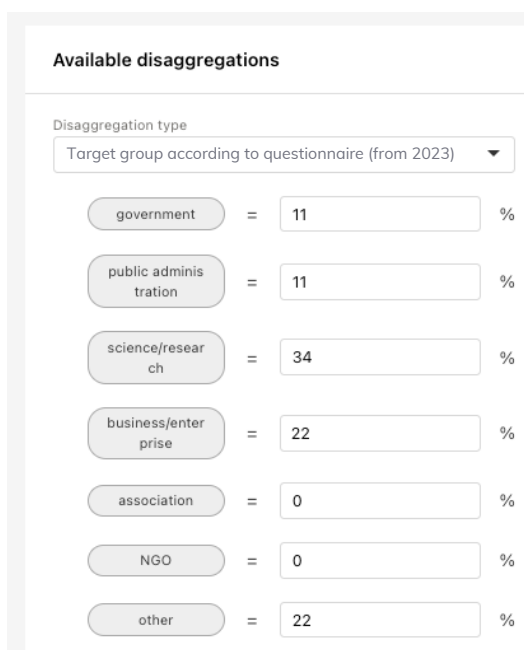 Available disaggregations
Disaggregation type
Target group according to questionnaire (from 2023)
government = 11 %
public adminis
tration = 11 %
science/resear
ch = 34 %
business/enter
prise = 22 %
association = 0 %
NGO = 0 %
other = 22 %